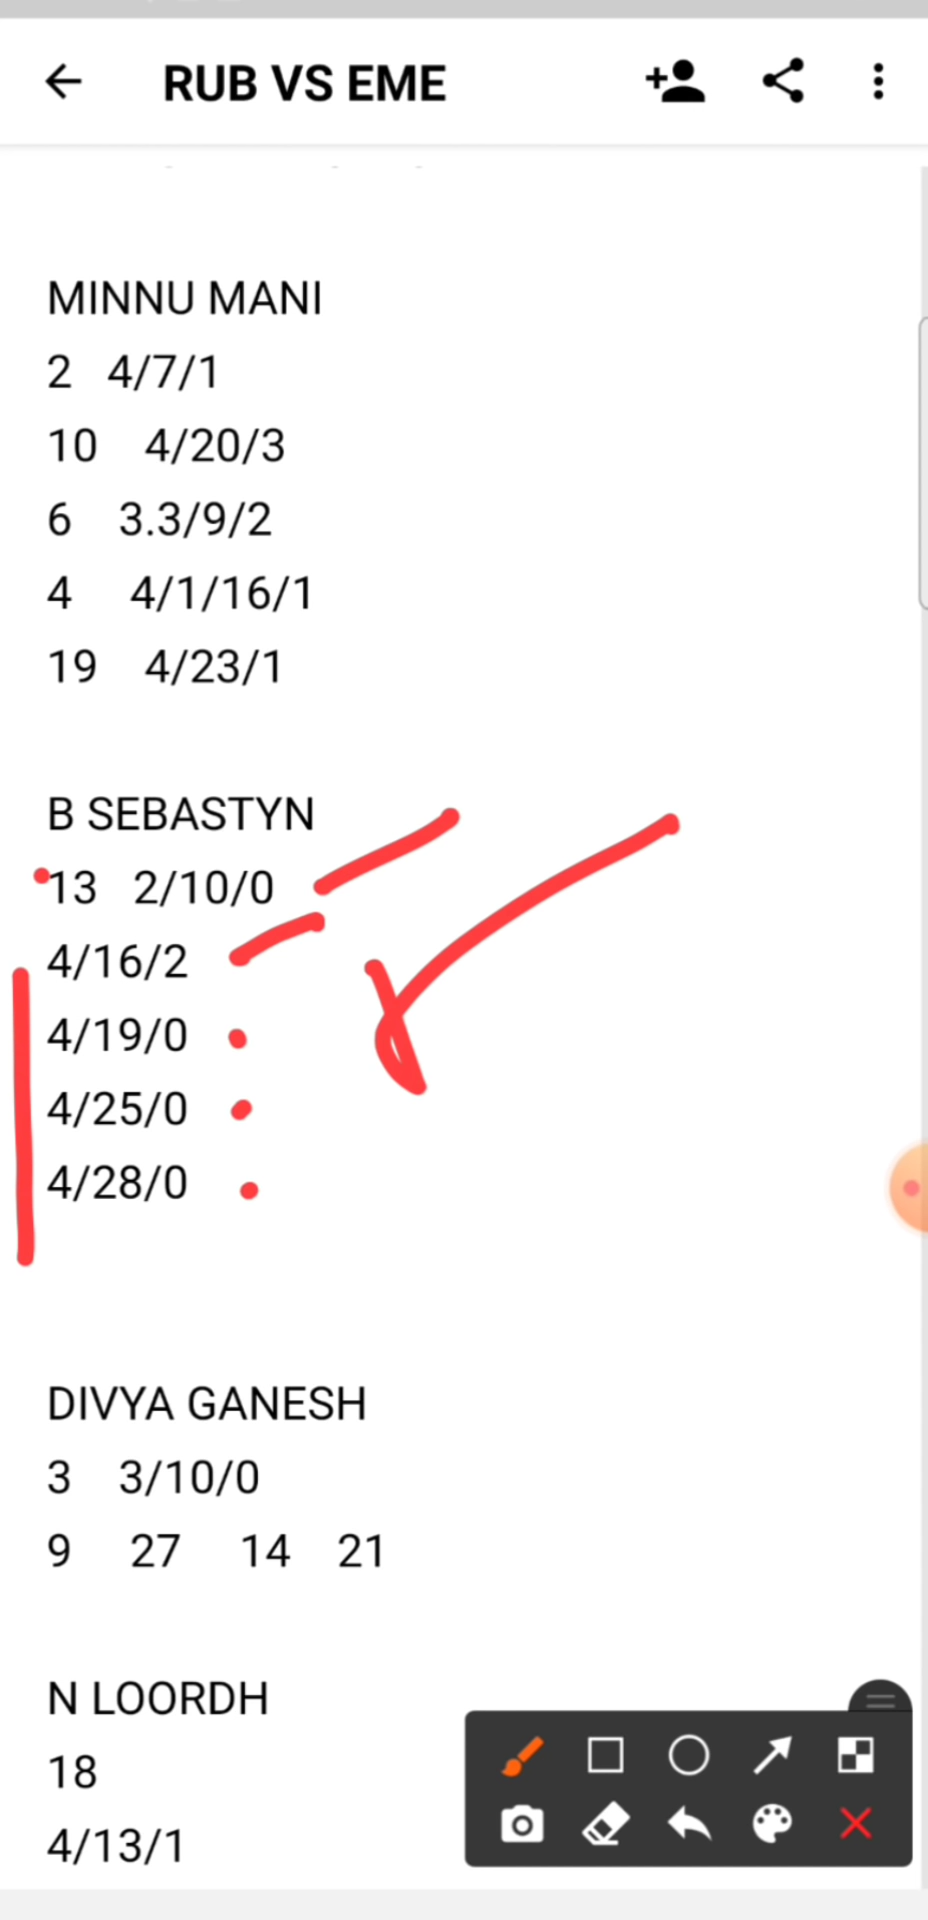 RUB VS EME
MINNU MANI
2 4/7/1
10 4/20/3
6 3.3/9/2
4 4/1/16/1
19 4/23/1
B SEBASTYN
13 2/10/0
4/16/2
4/19/0
4/25/0
4/28/0
DIVYA GANESH
3 3/10/0
9 27 14 21
N LOORDH
18
4/13/1